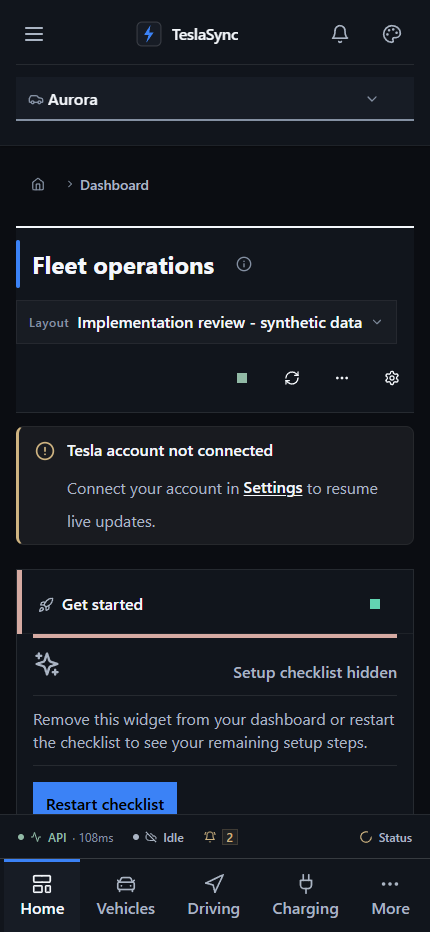 TeslaSync
Aurora
Dashboard
Fleet operations
Layout Implementation review - synthetic data
Tesla account not connected
Connect your account in Settings to resume
live updates.
Get started
Setup checklist hidden
Remove this widget from your dashboard or restart
the checklist to see your remaining setup steps.
Restart checklist
API · 108ms Idle 2 Status
Home Vehicles Driving Charging More